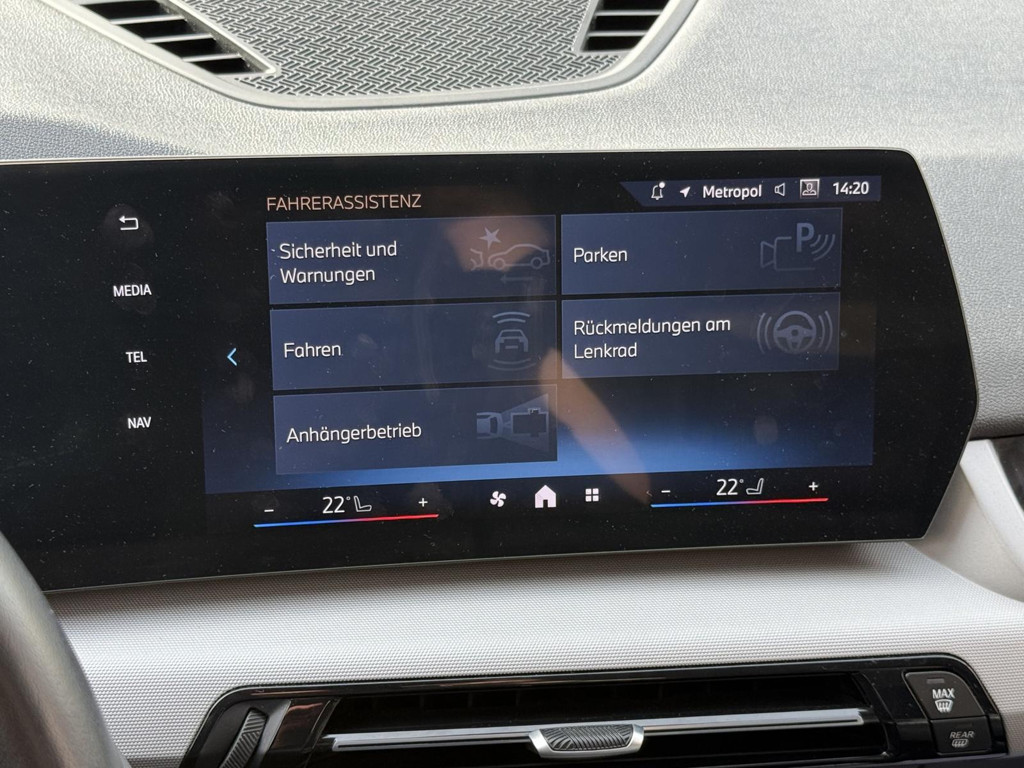 FAHRERASSISTENZ
Metropol 14:20
MEDIA
TEL
NAV
Sicherheit und
Warnungen
Parken
P
Fahren
Rückmeldungen am
Lenkrad
Anhängerbetrieb
- 22° +
- 22° +
MAX
REAR